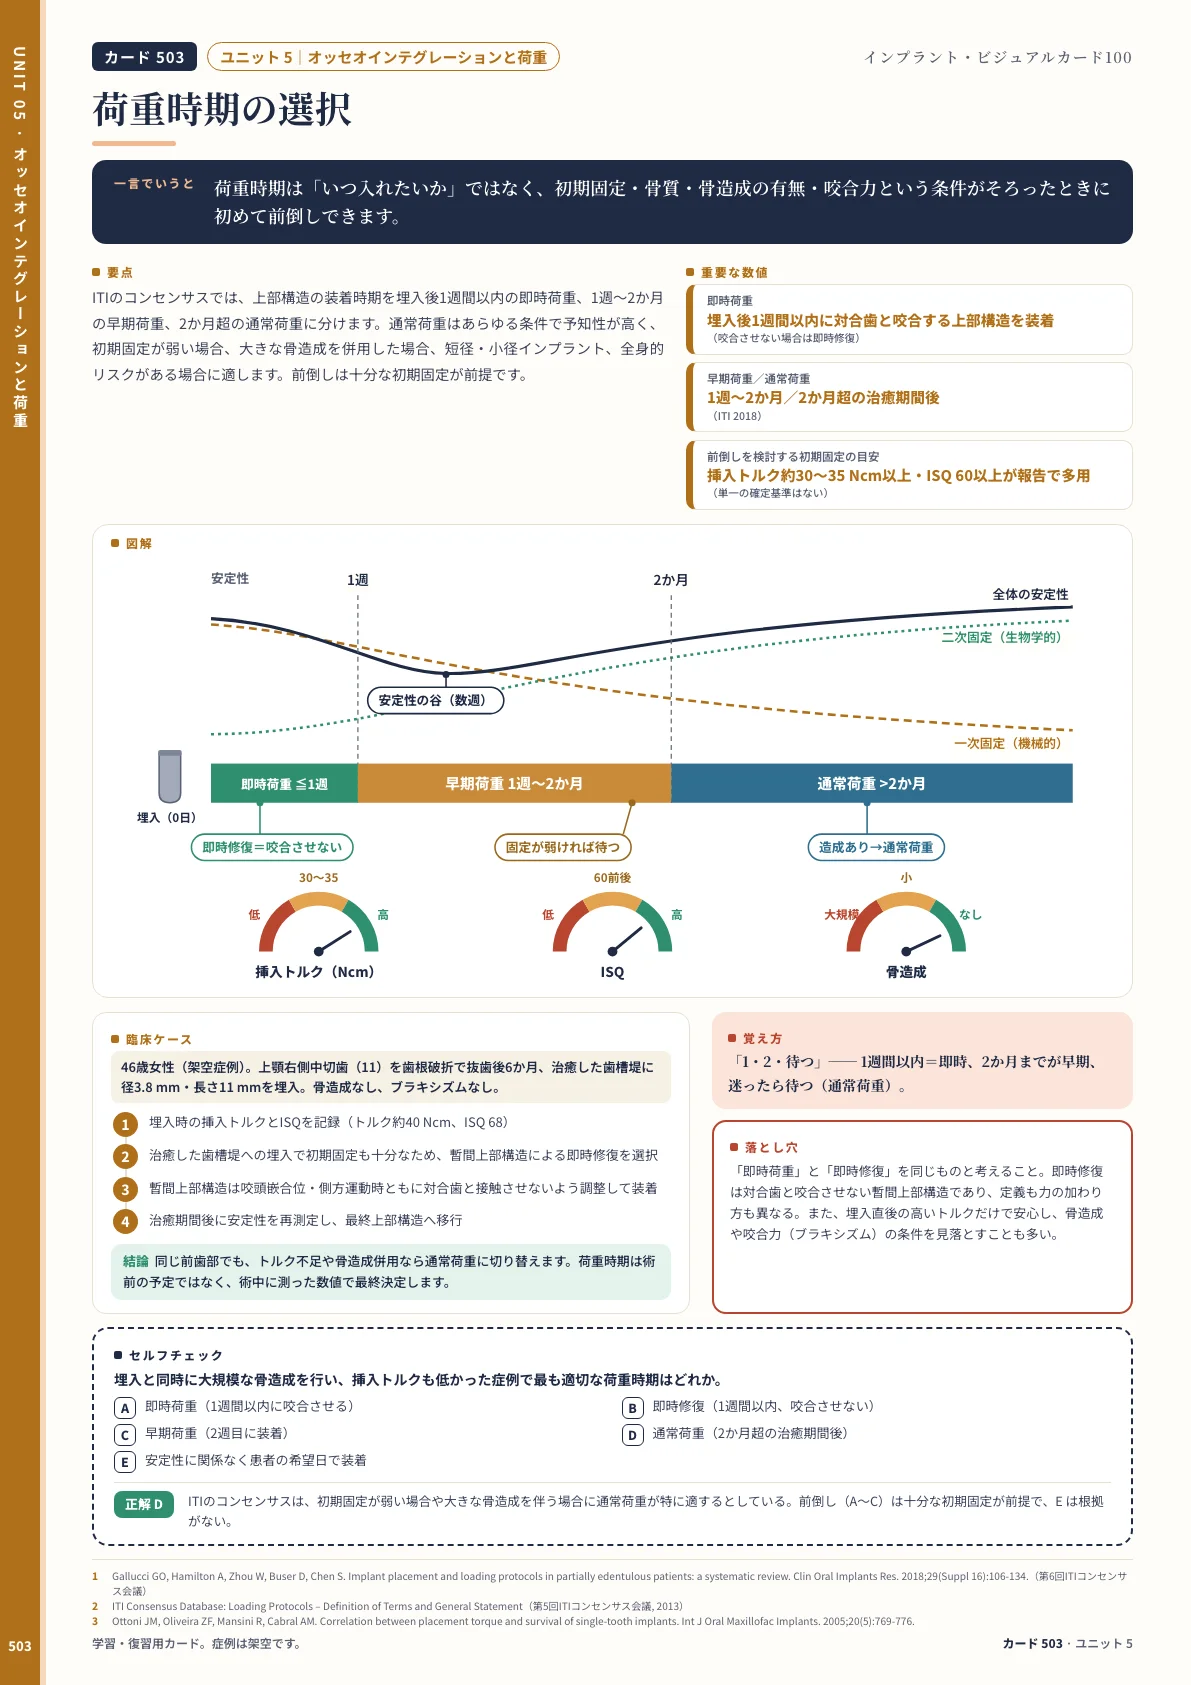 UNIT 05 · オッセオインテグレーションと荷重
カード 503
ユニット 5｜オッセオインテグレーションと荷重
インプラント・ビジュアルカード100
荷重時期の選択
一言でいうと
荷重時期は「いつ入れたいか」ではなく、初期固定・骨質・骨造成の有無・咬合力という条件がそろったときに
初めて前倒しできます。
要点
ITIのコンセンサスでは、上部構造の装着時期を埋入後1週間以内の即時荷重、1週〜2か月
の早期荷重、2か月超の通常荷重に分けます。通常荷重はあらゆる条件で予知性が高く、
初期固定が弱い場合、大きな骨造成を併用した場合、短径・小径インプラント、全身的
リスクがある場合に適します。前倒しは十分な初期固定が前提です。
重要な数値
即時荷重
埋入後1週間以内に対合歯と咬合する上部構造を装着
（咬合させない場合は即時修復）
早期荷重／通常荷重
1週〜2か月／2か月超の治癒期間後
（ITI 2018）
前倒しを検討する初期固定の目安
挿入トルク約30〜35 Ncm以上・ISQ 60以上が報告で多用
（単一の確定基準はない）
図解
安定性
1週
2か月
全体の安定性
二次固定（生物学的）
安定性の谷（数週）
一次固定（機械的）
即時荷重 ≦1週
早期荷重 1週〜2か月
通常荷重 >2か月
埋入（0日）
即時修復＝咬合させない
固定が弱ければ待つ
造成あり→通常荷重
30〜35
低
高
挿入トルク（Ncm）
60前後
低
高
ISQ
小
大規模
なし
骨造成
臨床ケース
46歳女性（架空症例）。上顎右側中切歯（11）を歯根破折で抜歯後6か月、治癒した歯槽堤に
径3.8 mm・長さ11 mmを埋入。骨造成なし、ブラキシズムなし。
1 埋入時の挿入トルクとISQを記録（トルク約40 Ncm、ISQ 68）
2 治癒した歯槽堤への埋入で初期固定も十分なため、暫間上部構造による即時修復を選択
3 暫間上部構造は咬頭嵌合位・側方運動時ともに対合歯と接触させないよう調整して装着
4 治癒期間後に安定性を再測定し、最終上部構造へ移行
結論 同じ前歯部でも、トルク不足や骨造成併用なら通常荷重に切り替えます。荷重時期は術
前の予定ではなく、術中に測った数値で最終決定します。
覚え方
「1・2・待つ」—— 1週間以内＝即時、2か月までが早期、
迷ったら待つ（通常荷重）。
落とし穴
「即時荷重」と「即時修復」を同じものと考えること。即時修復
は対合歯と咬合させない暫間上部構造であり、定義も力の加わり
方も異なる。また、埋入直後の高いトルクだけで安心し、骨造成
や咬合力（ブラキシズム）の条件を見落とすことも多い。
セルフチェック
埋入と同時に大規模な骨造成を行い、挿入トルクも低かった症例で最も適切な荷重時期はどれか。
A 即時荷重（1週間以内に咬合させる）
B 即時修復（1週間以内、咬合させない）
C 早期荷重（2週目に装着）
D 通常荷重（2か月超の治癒期間後）
E 安定性に関係なく患者の希望日で装着
正解 D
ITIのコンセンサスは、初期固定が弱い場合や大きな骨造成を伴う場合に通常荷重が特に適するとしている。前倒し（A〜C）は十分な初期固定が前提で、E は根拠
がない。
1 Gallucci GO, Hamilton A, Zhou W, Buser D, Chen S. Implant placement and loading protocols in partially edentulous patients: a systematic review. Clin Oral Implants Res. 2018;29(Suppl 16):106-134.（第6回ITIコンセンサ
ス会議）
2 ITI Consensus Database: Loading Protocols – Definition of Terms and General Statement（第5回ITIコンセンサス会議, 2013）
3 Ottoni JM, Oliveira ZF, Mansini R, Cabral AM. Correlation between placement torque and survival of single-tooth implants. Int J Oral Maxillofac Implants. 2005;20(5):769-776.
503
学習・復習用カード。症例は架空です。
カード 503 · ユニット 5